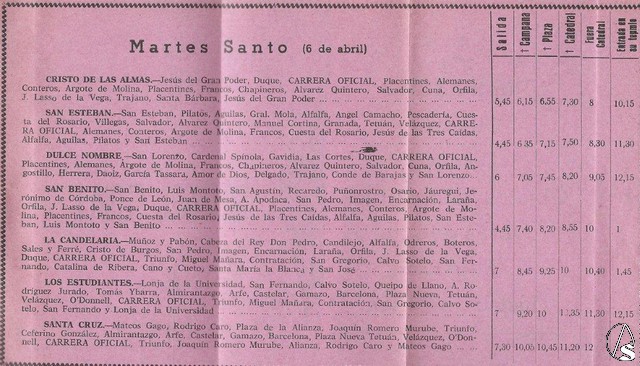 Martes Santo (6 de abril)
Salida
† Campana
† Plaza
† Catedral
Fuera Catedral
Entrada en su templo
CRISTO DE LAS ALMAS.—Jesús del Gran Poder, Duque, CARRERA OFICIAL, Placentines, Alemanes,
Conteros, Argote de Molina, Placentines, Francos, Chapineros, Alvarez Quintero, Salvador, Cuna, Orfila,
J. Lasso de la Vega, Trajano, Santa Bárbara, Jesús del Gran Poder ... 5,45 6,15 6.55 7,30 8 10,15
SAN ESTEBAN.—San Esteban, Pilatos, Aguilas, Gral. Mola, Alfalfa, Angel Camacho, Pescadería, Cues-
ta del Rosario, Villegas, Salvador, Alvarez Quintero, Manuel Cortina, Granada, Tetuán, Velázquez, CARRE-
RA OFICIAL, Alemanes, Conteros, Argote de Molina, Francos, Cuesta del Rosario, Jesús de las Tres Caídas,
Alfalfa, Aguilas, Pilatos y San Esteban ... 4,45 6.35 7,15 7,50 8,30 11,30
DULCE NOMBRE.—San Lorenzo, Cardenal Spínola, Gavidia, Las Cortes, Duque, CARRERA OFICIAL,
Placentines, Alemanes, Argote de Molina, Francos, Chapineros, Alvarez Quintero, Salvador, Cuna, Orfila, An-
gostillo, Herrera, Daoiz, García Tassara, Amor de Dios, Delgado, Trajano, Conde de Barajas y San Lorenzo... 6 7,05 7,45 8,20 9,05 12,15
SAN BENITO.—San Benito, Luis Montoto, San Agustín, Recaredo, Puñonrostro, Osario, Jáuregui, Je-
rónimo de Córdoba, Ponce de León, Juan de Mesa, A. Apodaca, San Pedro, Imagen, Encarnación, Laraña,
Orfila, J. Lasso de la Vega, Duque, CARRERA OFICIAL, Placentines, Alemanes, Conteros, Argote de Mo-
lina, Placentines, Francos, Cuesta del Rosario, Jesús de las Tres Caídas, Alfalfa, Aguilas, Pilatos, San Este-
ban, Luis Montoto y San Benito ... 4,45 7,40 8,20 8,55 10 1
LA CANDELARIA.—Muñoz y Pabón, Cabeza del Rey Don Pedro, Candilejo, Alfalfa, Odreros, Boteros,
Sales y Ferré, Cristo de Burgos, San Pedro, Imagen, Encarnación, Laraña, Orfila, J. Lasso de la Vega,
Duque, CARRERA OFICIAL, Triunfo, Miguel Mañara, Contratación, San Gregorio, Calvo Sotelo, San Fer-
nando, Catalina de Ribera, Cano y Cueto, Santa María la Blanca y San José ... 7 8,45 9,25 10 10,40 1,45
LOS ESTUDIANTES.—Lonja de la Universidad, San Fernando, Calvo Sotelo, Queipo de Llano, A. Ro-
dríguez Jurado, Tomás Ybarra, Almirantazgo, Arfe, Castelar, Gamazo, Barcelona, Plaza Nueva, Tetuán,
Velázquez, O'Donnell, CARRERA OFICIAL, Triunfo, Miguel Mañara, Contratación, San Gregorio, Calvo So-
telo, San Fernando y Lonja de la Universidad ... 7 9,20 10 11,30 12,15
SANTA CRUZ.—Mateos Gago, Rodrigo Caro, Plaza de la Alianza, Joaquín Romero Murube, Triunfo,
Ceferino González, Almirantazgo, Arfe, Castelar, Gamazo, Barcelona, Plaza Nueva Tetuán, Velázquez, O'Don-
nell, CARRERA OFICIAL, Triunfo, Joaquín Romero Murube, Alianza, Rodrigo Caro y Mateos Gago ... 7,30 10,05 10,45 11,20 12